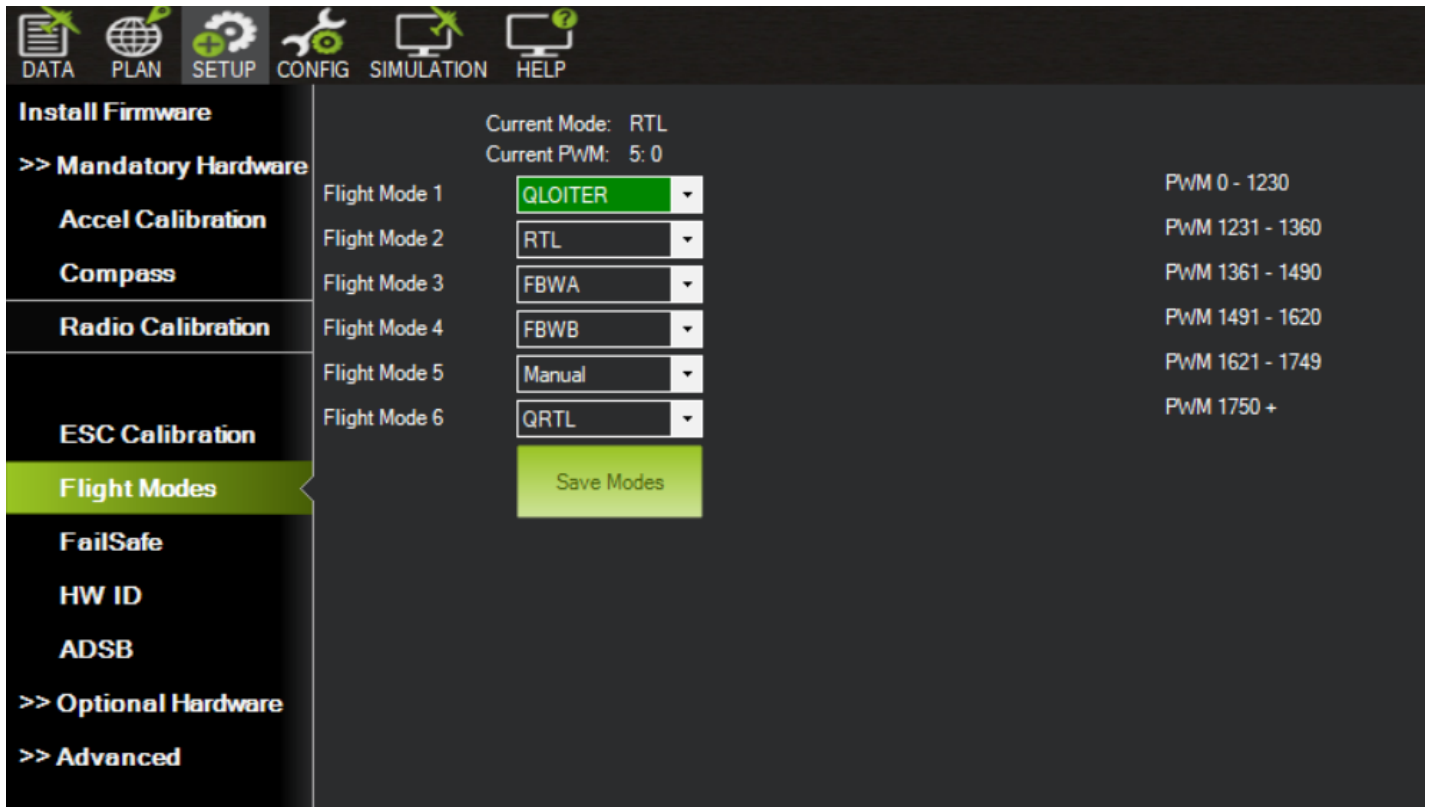 DATA PLAN SETUP CONFIG SIMULATION HELP
Install Firmware
>> Mandatory Hardware
Accel Calibration
Compass
Radio Calibration
ESC Calibration
Flight Modes
FailSafe
HW ID
ADSB
>> Optional Hardware
>> Advanced
Current Mode: RTL
Current PWM: 5: 0
Flight Mode 1 QLOITER PWM 0 - 1230
Flight Mode 2 RTL PWM 1231 - 1360
Flight Mode 3 FBWA PWM 1361 - 1490
Flight Mode 4 FBWB PWM 1491 - 1620
Flight Mode 5 Manual PWM 1621 - 1749
Flight Mode 6 QRTL PWM 1750 +
Save Modes